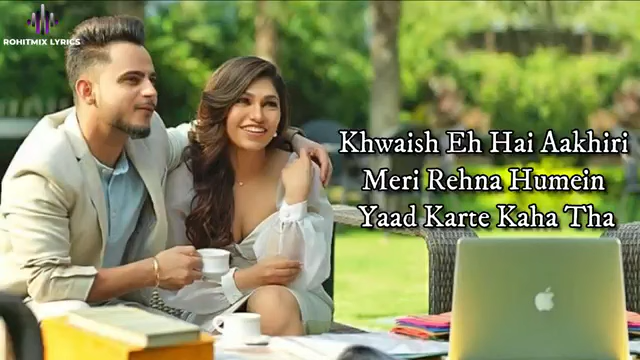 ROHITMIX LYRICS
Khwaish Eh Hai Aakhiri
Meri Rehna Humein
Yaad Karte Kaha Tha